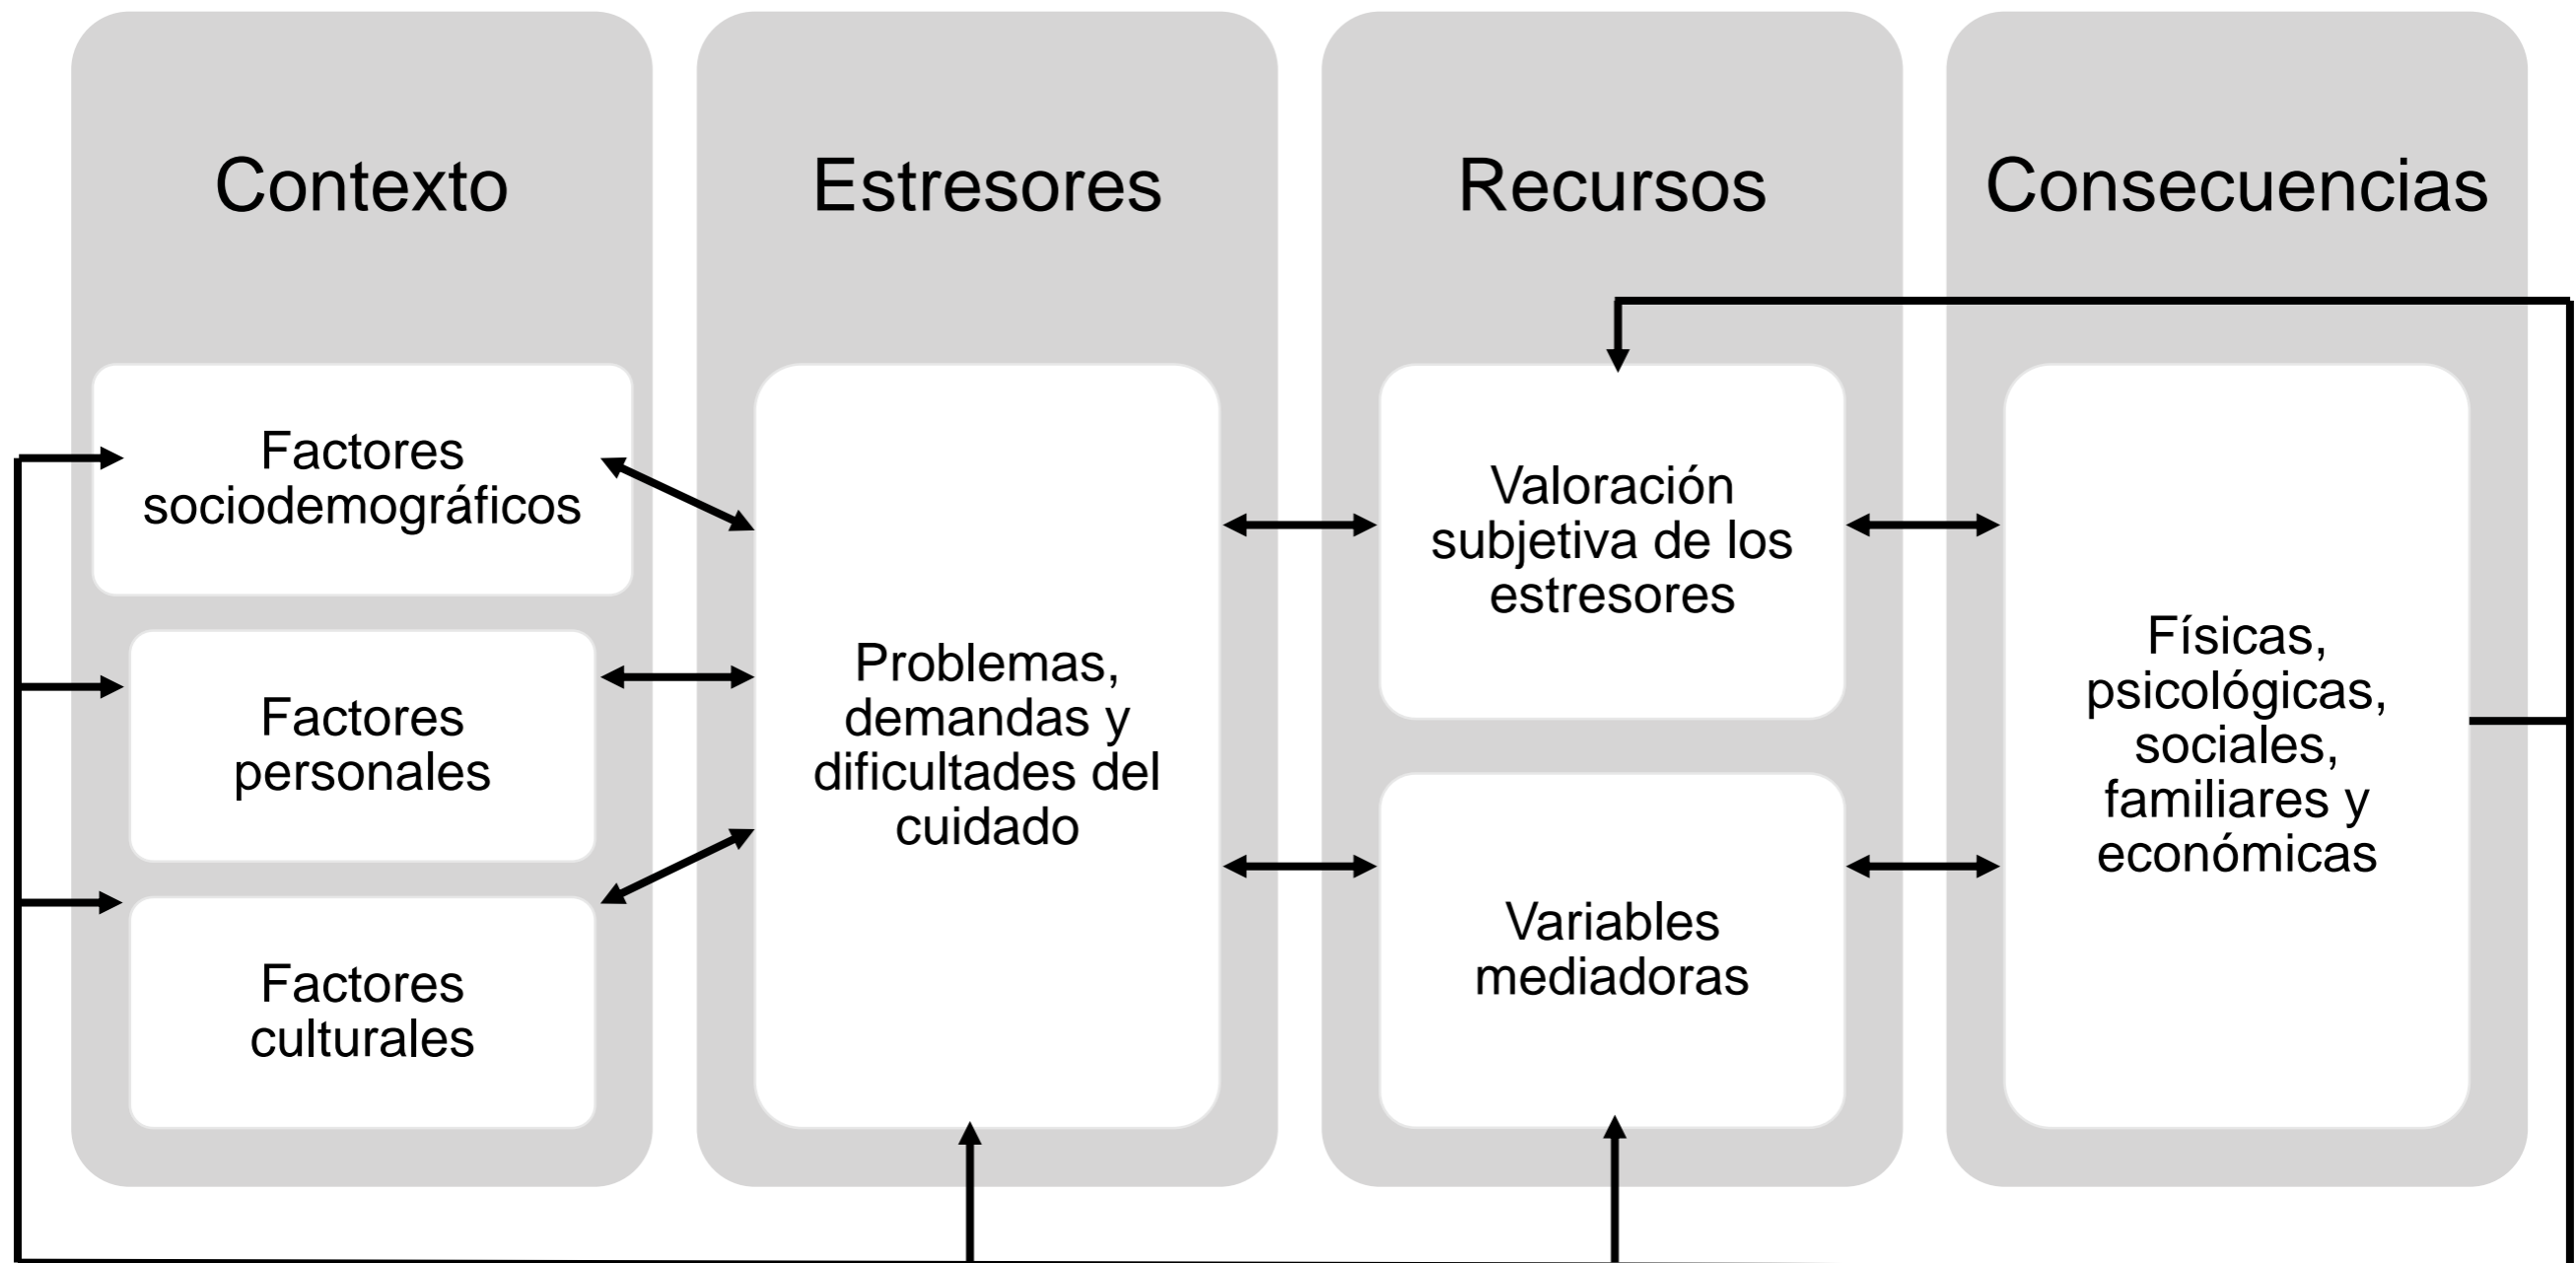 Contexto
Factores
sociodemográficos
Factores
personales
Factores
culturales
Estresores
Problemas,
demandas y
dificultades del
cuidado
Recursos
Valoración
subjetiva de los
estresores
Variables
mediadoras
Consecuencias
Físicas,
psicológicas,
sociales,
familiares y
económicas